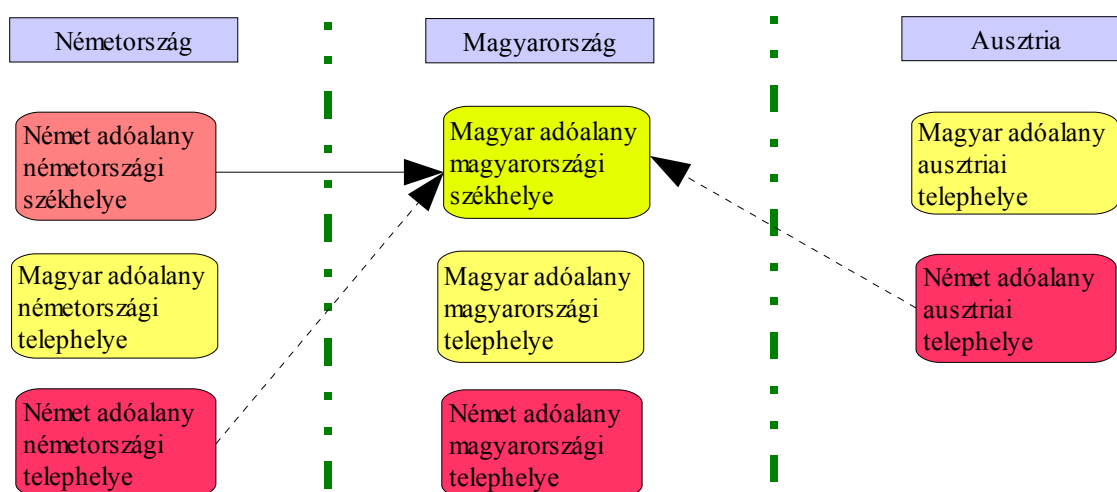 Németország
Magyarország
Ausztria
Német adóalany
németországi
székhelye
Magyar adóalany
magyarországi
székhelye
Magyar adóalany
ausztriai
telephelye
Magyar adóalany
németországi
telephelye
Magyar adóalany
magyarországi
telephelye
Német adóalany
ausztriai
telephelye
Német adóalany
németországi
telephelye
Német adóalany
magyarországi
telephelye